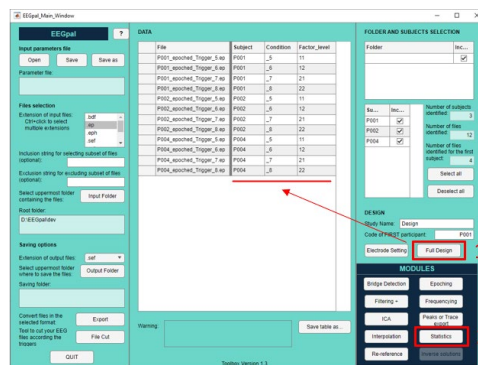 EEGpal_Main_Window
EEGpal
?
Input parameters file
Open
Save
Save as
Parameter file:
Files selection
Extension of input files:
Ctrl+click to select
multiple extensions
.bdf
.ep
.eph
.sef
Inclusion string for selecting subset of files
(optional):
Exclusion string for excluding subset of files
(optional):
Select uppermost folder
containing the files:
Input Folder
Root folder:
D:\EEGpal\dev
Saving options
Extension of output files:
.sef
Select uppermost folder
where to save the files:
Output Folder
Saving folder:
Convert files in the
selected format:
Export
Tool to cut your EEG
files according the
triggers
File Cut
QUIT
DATA
File Subject Condition Factor_level
P001_epoched_Trigger_5.ep P001 _5 11
P001_epoched_Trigger_6.ep P001 _6 12
P001_epoched_Trigger_7.ep P001 _7 21
P001_epoched_Trigger_8.ep P001 _8 22
P002_epoched_Trigger_5.ep P002 _5 11
P002_epoched_Trigger_6.ep P002 _6 12
P002_epoched_Trigger_7.ep P002 _7 21
P002_epoched_Trigger_8.ep P002 _8 22
P004_epoched_Trigger_5.ep P004 _5 11
P004_epoched_Trigger_6.ep P004 _6 12
P004_epoched_Trigger_7.ep P004 _7 21
P004_epoched_Trigger_8.ep P004 _8 22
Warning:
Save table as...
Toolbox Version 1.3
FOLDER AND SUBJECTS SELECTION
Folder Inc...
Su... Inc...
P001
P002
P004
Number of subjects
identified: 3
Number of files
identified: 12
Number of files
identified for the first
subject: 4
Select all
Deselect all
DESIGN
Study Name: Design
Code of FIRST participant: P001
Electrode Setting
Full Design
MODULES
Bridge Detection
Epoching
Filtering +
Frequencying
ICA
Peaks or Trace
export
Interpolation
Statistics
Re-reference
Inverse solutions